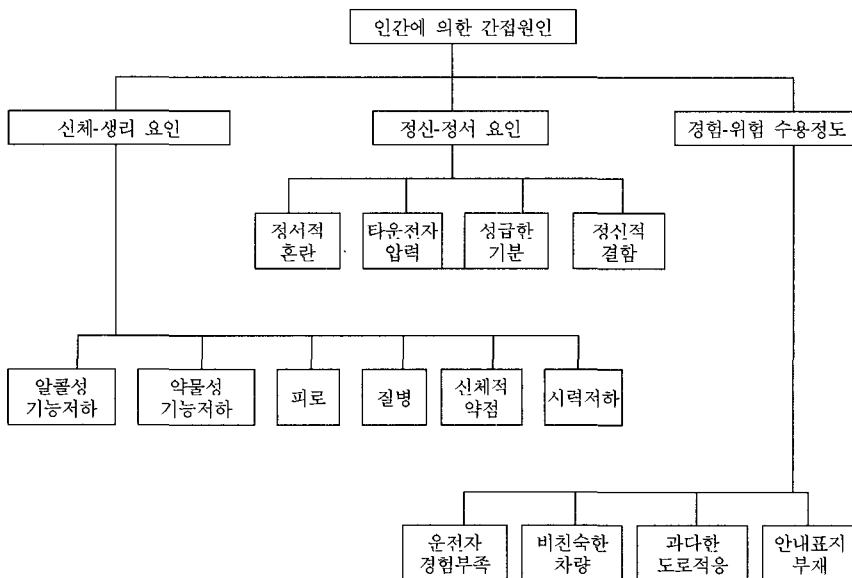 인간에 의한 간접원인
신체-생리 요인
정신-정서 요인
경험-위험 수용정도
정서적
혼란
타운전자
압력
성급한
기분
정신적
결함
알콜성
기능저하
약물성
기능저하
피로
질병
신체적
약점
시력저하
운전자
경험부족
비친숙한
차량
과다한
도로적응
안내표지
부재